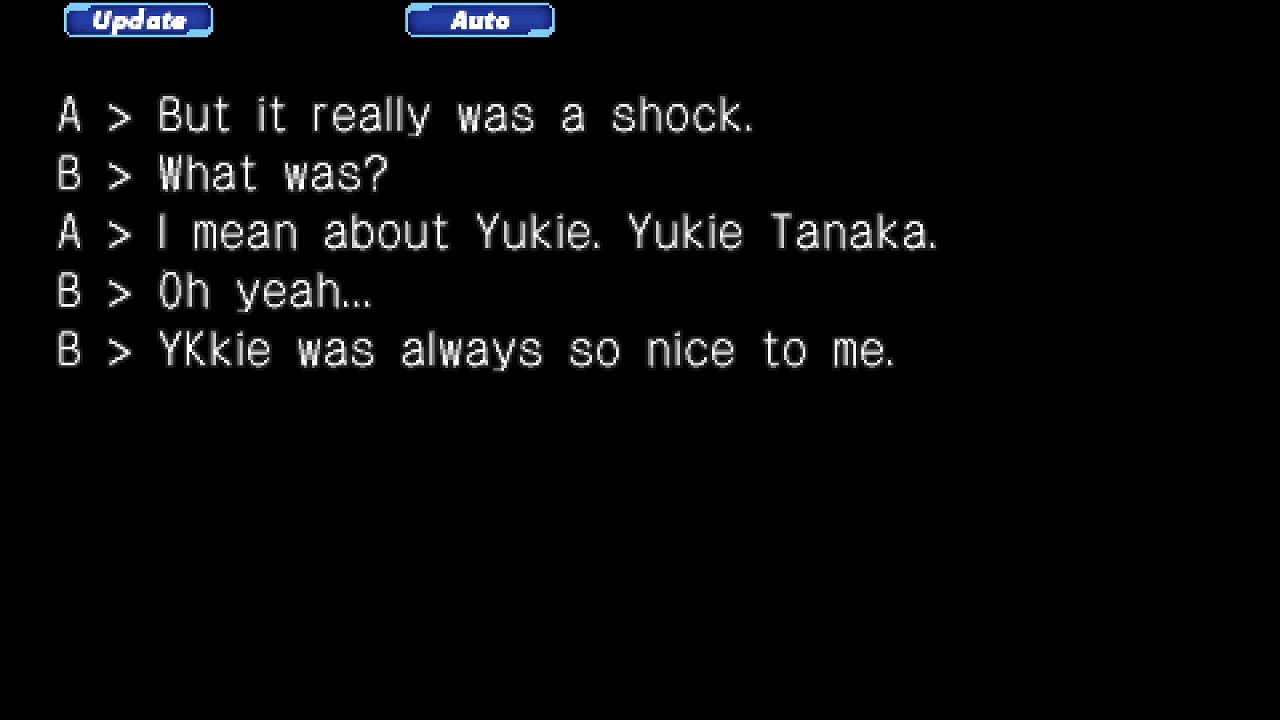 Update Auto
A > But it really was a shock.
B > What was?
A > I mean about Yukie. Yukie Tanaka.
B > Oh yeah...
B > YKkie was always so nice to me.